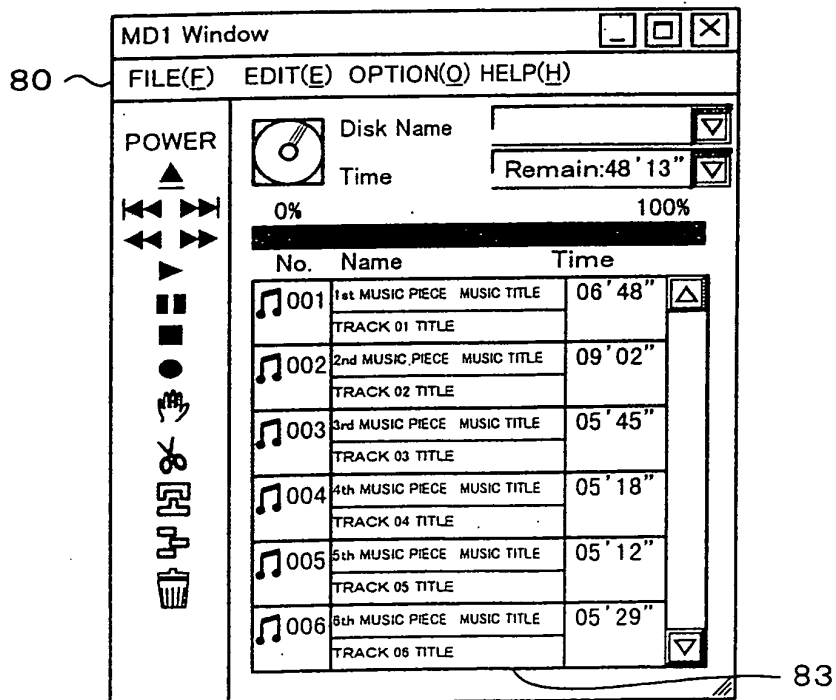 MD1 Window
80
FILE(F) EDIT(E) OPTION(O) HELP(H)
POWER
Disk Name
Time Remain:48'13"
0% 100%
No. Name Time
001 1st MUSIC PIECE MUSIC TITLE 06'48"
TRACK 01 TITLE
002 2nd MUSIC PIECE MUSIC TITLE 09'02"
TRACK 02 TITLE
003 3rd MUSIC PIECE MUSIC TITLE 05'45"
TRACK 03 TITLE
004 4th MUSIC PIECE MUSIC TITLE 05'18"
TRACK 04 TITLE
005 5th MUSIC PIECE MUSIC TITLE 05'12"
TRACK 05 TITLE
006 6th MUSIC PIECE MUSIC TITLE 05'29"
TRACK 06 TITLE
83